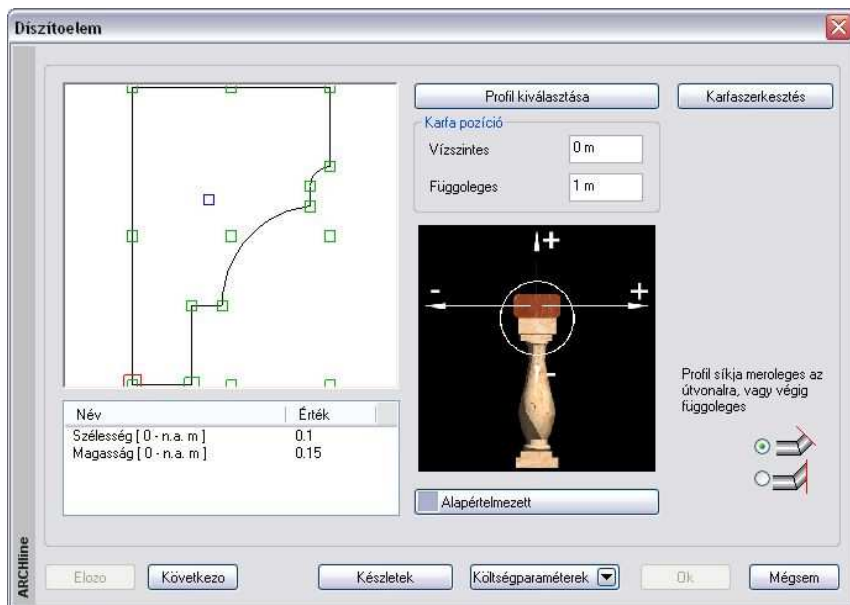 Díszítoelem
Profil kiválasztása
Karfaszerkesztés
Karfa pozíció
Vízszintes
0 m
Függoleges
1 m
+
-
+
-
Profil síkja meroleges az
útvonalra, vagy végig
függoleges
Név Érték
Szélesség [ 0 - n.a. m ] 0.1
Magasság [ 0 - n.a. m ] 0.15
Alapértelmezett
ARCHline
Elozo
Következo
Készletek
Költségparaméterek
Ok
Mégsem